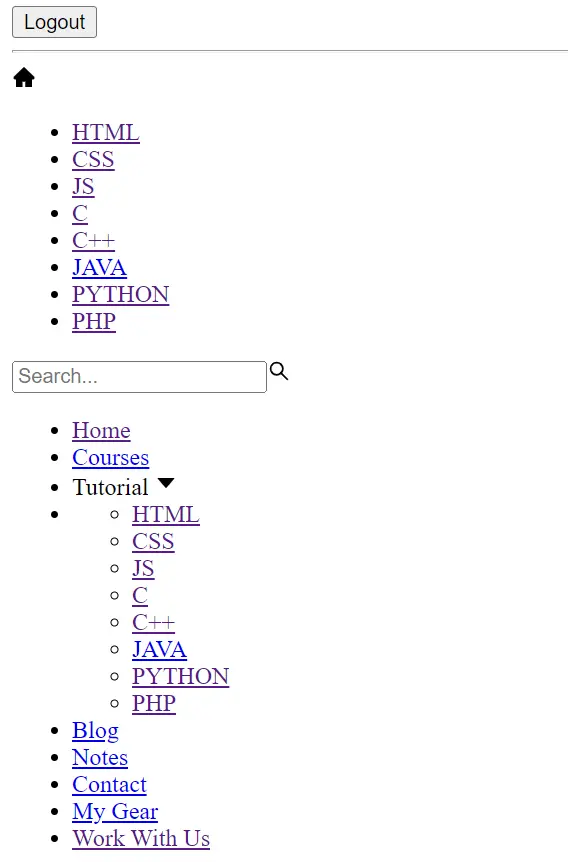 Logout
HTML
CSS
JS
C
C++
JAVA
PYTHON
PHP
Search...
Home
Courses
Tutorial
HTML
CSS
JS
C
C++
JAVA
PYTHON
PHP
Blog
Notes
Contact
My Gear
Work With Us